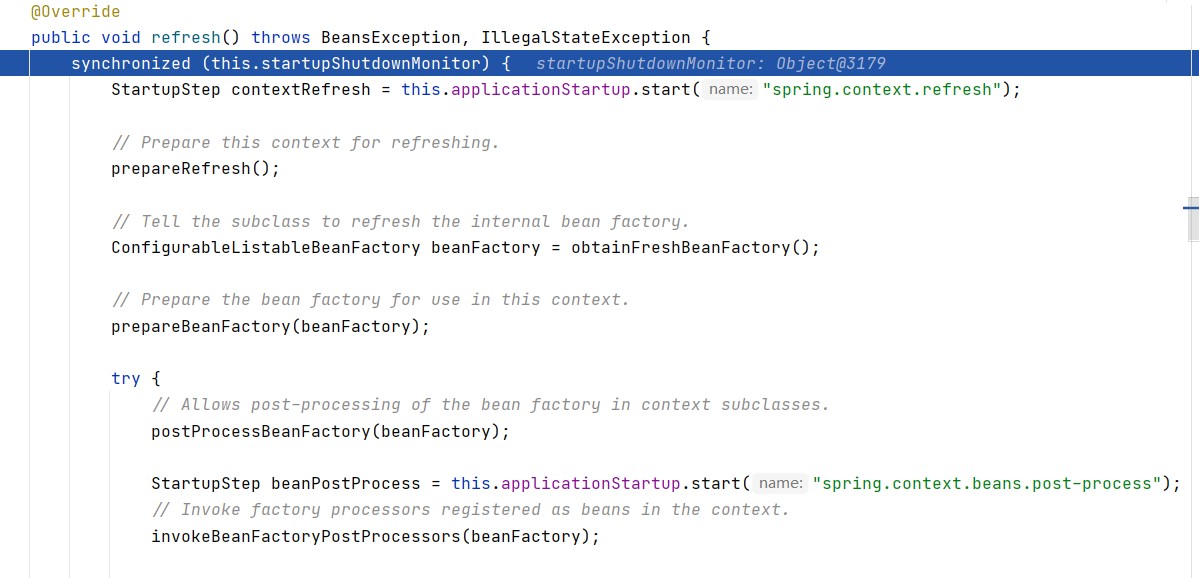 @Override
public void refresh() throws BeansException, IllegalStateException {
synchronized (this.startupShutdownMonitor) { startupShutdownMonitor: Object@3179
StartupStep contextRefresh = this.applicationStartup.start( name: "spring.context.refresh");
// Prepare this context for refreshing.
prepareRefresh();
// Tell the subclass to refresh the internal bean factory.
ConfigurableListableBeanFactory beanFactory = obtainFreshBeanFactory();
// Prepare the bean factory for use in this context.
prepareBeanFactory(beanFactory);
try {
// Allows post-processing of the bean factory in context subclasses.
postProcessBeanFactory(beanFactory);
StartupStep beanPostProcess = this.applicationStartup.start( name: "spring.context.beans.post-process");
// Invoke factory processors registered as beans in the context.
invokeBeanFactoryPostProcessors(beanFactory);